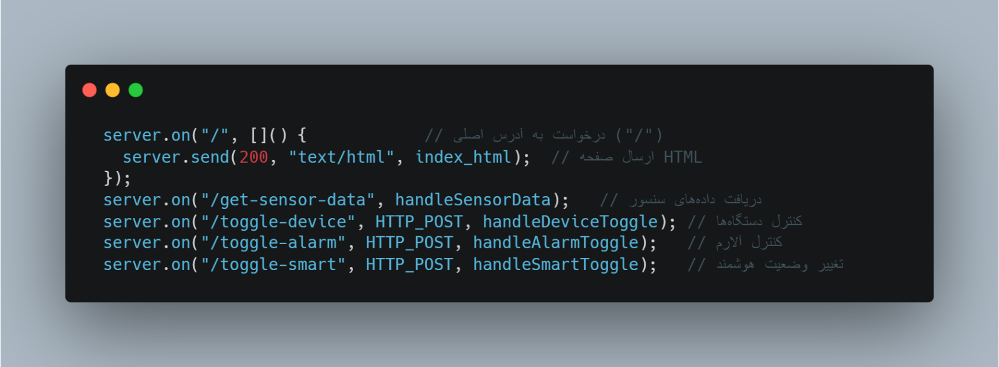 server.on("/", []() {                // درخواست به آدرس اصلی ("/")
  server.send(200, "text/html", index_html);  // ارسال صفحه HTML
});
server.on("/get-sensor-data", handleSensorData);   // دریافت داده‌های سنسور
server.on("/toggle-device", HTTP_POST, handleDeviceToggle); // کنترل دستگاه‌ها
server.on("/toggle-alarm", HTTP_POST, handleAlarmToggle);   // کنترل آلارم
server.on("/toggle-smart", HTTP_POST, handleSmartToggle);   // تغییر وضعیت هوشمند